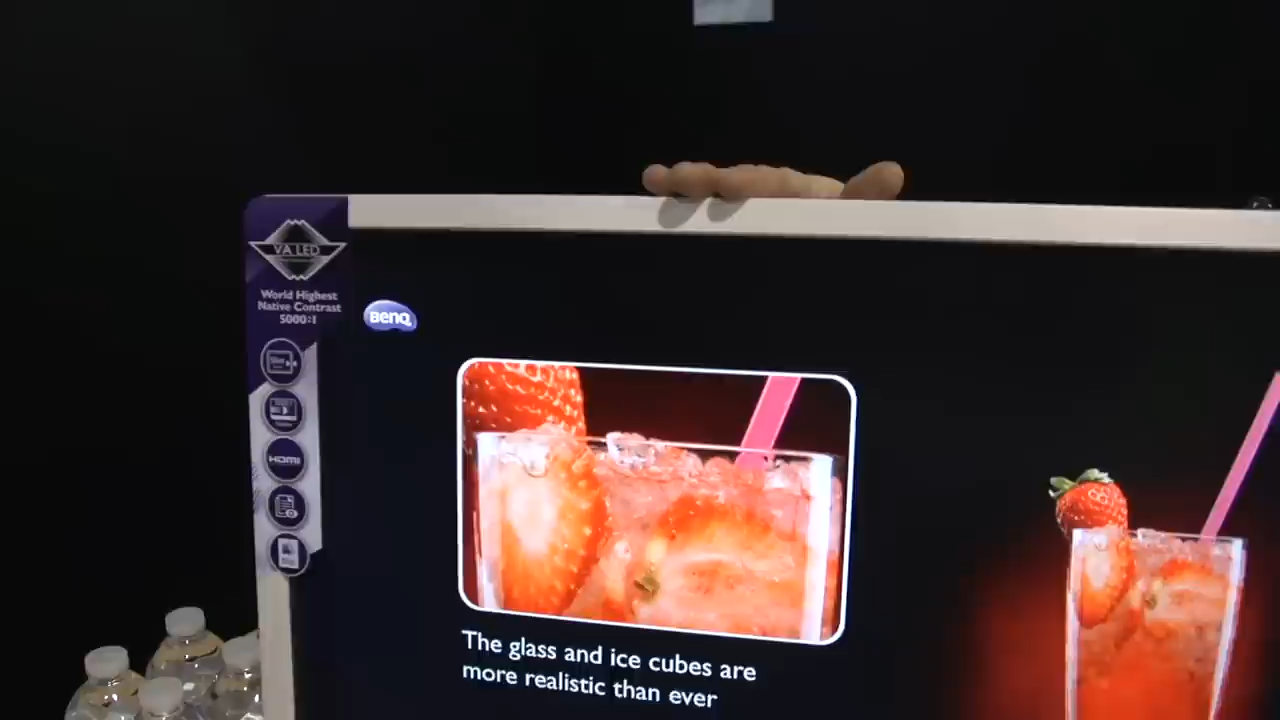 VA LED
World Highest
Native Contrast
5000:1
BenQ
HDMI
The glass and ice cubes are
more realistic than ever